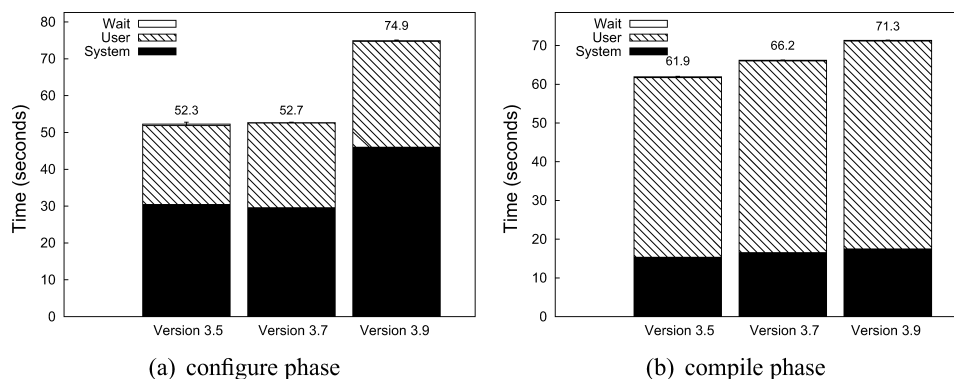 80
70
60
50
40
30
20
10
0
Time (seconds)
Wait
User
System
52.3
52.7
74.9
Version 3.5
Version 3.7
Version 3.9
(a) configure phase
70
60
50
40
30
20
10
0
Time (seconds)
Wait
User
System
61.9
66.2
71.3
Version 3.5
Version 3.7
Version 3.9
(b) compile phase